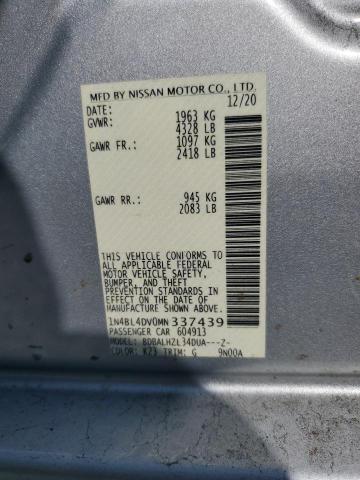 MFD BY NISSAN MOTOR CO., LTD.
DATE: 12/20
GVWR: 1963 KG
4328 LB
GAWR FR.: 1097 KG
2418 LB
GAWR RR.: 945 KG
2083 LB
THIS VEHICLE CONFORMS TO
ALL APPLICABLE FEDERAL
MOTOR VEHICLE SAFETY,
BUMPER, AND THEFT
PREVENTION STANDARDS
IN EFFECT ON THE DATE OF
MANUFACTURE SHOWN ABOVE.
1N4BL4DV0MN 337439
PASSENGER CAR 604913
MODEL: BDBALHZL34DUA---Z-
COLOR: K23 TRIM: G 9N00A